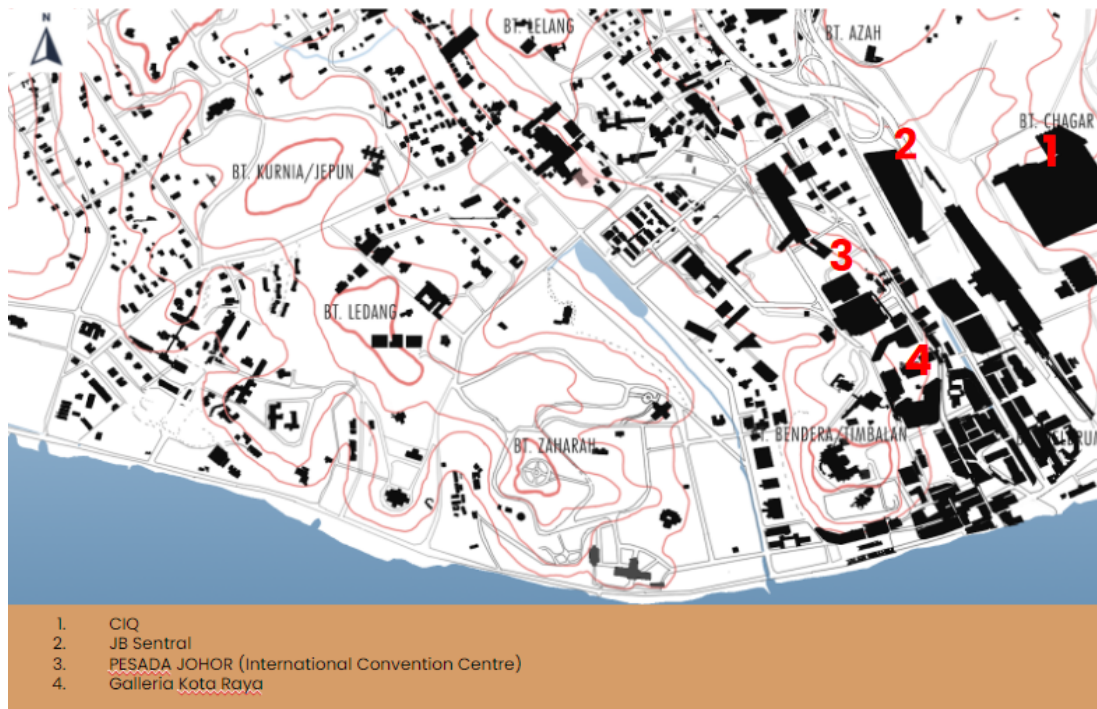 N
BT. LELANG
BT. AZAH
BT. CHAGAR
2
1
BT. KURNIA/JEPUN
3
BT. LEDANG
4
BT. BENDERA/TIMBALAN
BT. ZAHARAH
1. CIQ
2. JB Sentral
3. PESADA JOHOR (International Convention Centre)
4. Galleria Kota Raya